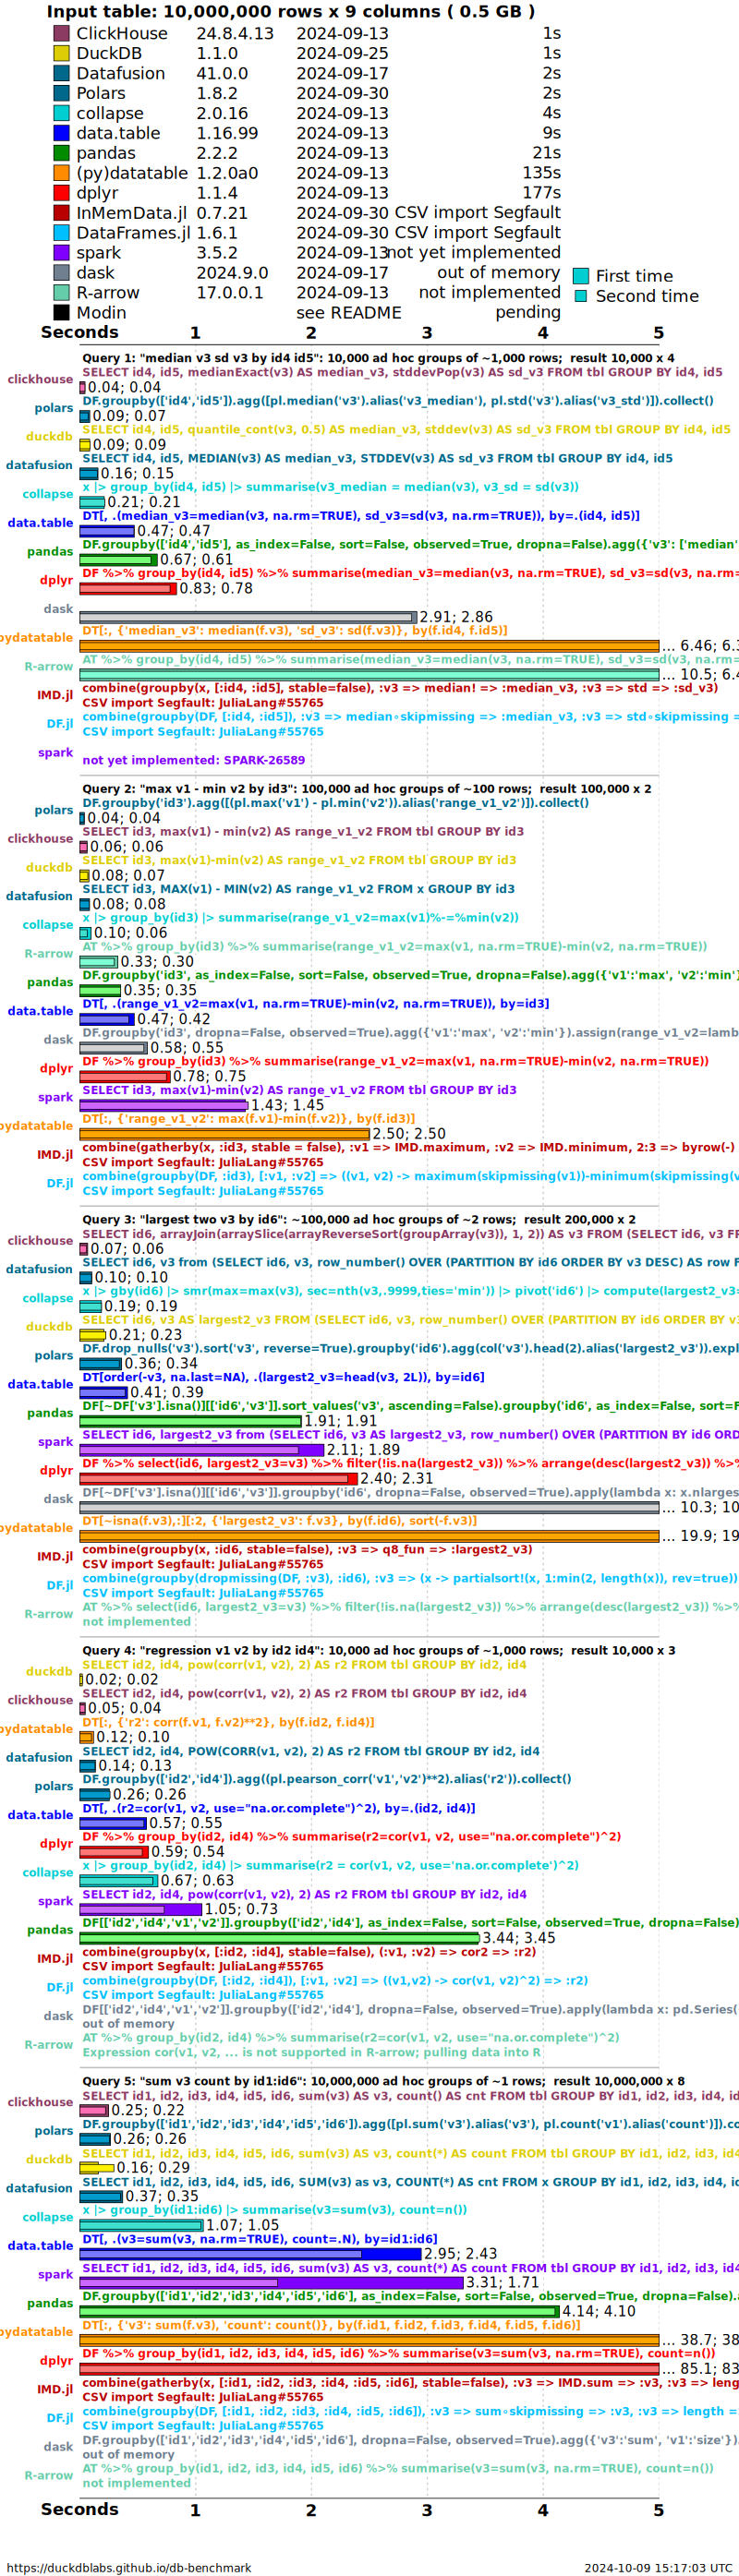 Input table: 10,000,000 rows x 9 columns ( 0.5 GB )
ClickHouse 24.8.4.13 2024-09-13 1s
DuckDB 1.1.0 2024-09-25 1s
Datafusion 41.0.0 2024-09-17 2s
Polars 1.8.2 2024-09-30 2s
collapse 2.0.16 2024-09-13 4s
data.table 1.16.99 2024-09-13 9s
pandas 2.2.2 2024-09-13 21s
(py)datatable 1.2.0a0 2024-09-13 135s
dplyr 1.1.4 2024-09-13 177s
InMemData.jl 0.7.21 2024-09-30 CSV import Segfault
DataFrames.jl 1.6.1 2024-09-30 CSV import Segfault
spark 3.5.2 2024-09-13 not yet implemented
dask 2024.9.0 2024-09-17 out of memory
R-arrow 17.0.0.1 2024-09-13 not implemented
Modin see README pending
First time
Second time
Seconds 1 2 3 4 5
Query 1: "median v3 sd v3 by id4 id5": 10,000 ad hoc groups of ~1,000 rows; result 10,000 x 4
clickhouse SELECT id4, id5, medianExact(v3) AS median_v3, stddevPop(v3) AS sd_v3 FROM tbl GROUP BY id4, id5
0.04; 0.04
polars DF.groupby(['id4','id5']).agg([pl.median('v3').alias('v3_median'), pl.std('v3').alias('v3_std')]).collect()
0.09; 0.07
duckdb SELECT id4, id5, quantile_cont(v3, 0.5) AS median_v3, stddev(v3) AS sd_v3 FROM tbl GROUP BY id4, id5
0.09; 0.09
datafusion SELECT id4, id5, MEDIAN(v3) AS median_v3, STDDEV(v3) AS sd_v3 FROM tbl GROUP BY id4, id5
0.16; 0.15
collapse x |> group_by(id4, id5) |> summarise(v3_median = median(v3), v3_sd = sd(v3))
0.21; 0.21
data.table DT[, .(median_v3=median(v3, na.rm=TRUE), sd_v3=sd(v3, na.rm=TRUE)), by=.(id4, id5)]
0.47; 0.47
pandas DF.groupby(['id4','id5'], as_index=False, sort=False, observed=True, dropna=False).agg({'v3': ['median'
0.67; 0.61
dplyr DF %>% group_by(id4, id5) %>% summarise(median_v3=median(v3, na.rm=TRUE), sd_v3=sd(v3, na.rm=
0.83; 0.78
dask
2.91; 2.86
pydatatable DT[:, {'median_v3': median(f.v3), 'sd_v3': sd(f.v3)}, by(f.id4, f.id5)]
... 6.46; 6.3
R-arrow AT %>% group_by(id4, id5) %>% summarise(median_v3=median(v3, na.rm=TRUE), sd_v3=sd(v3, na.rm=
... 10.5; 6.4
IMD.jl combine(groupby(x, [:id4, :id5], stable=false), :v3 => median! => :median_v3, :v3 => std => :sd_v3)
CSV import Segfault: JuliaLang#55765
DF.jl combine(groupby(DF, [:id4, :id5]), :v3 => median∘skipmissing => :median_v3, :v3 => std∘skipmissing =
CSV import Segfault: JuliaLang#55765
spark
not yet implemented: SPARK-26589
Query 2: "max v1 - min v2 by id3": 100,000 ad hoc groups of ~100 rows; result 100,000 x 2
polars DF.groupby('id3').agg([(pl.max('v1') - pl.min('v2')).alias('range_v1_v2')]).collect()
0.04; 0.04
clickhouse SELECT id3, max(v1) - min(v2) AS range_v1_v2 FROM tbl GROUP BY id3
0.06; 0.06
duckdb SELECT id3, max(v1)-min(v2) AS range_v1_v2 FROM tbl GROUP BY id3
0.08; 0.07
datafusion SELECT id3, MAX(v1) - MIN(v2) AS range_v1_v2 FROM x GROUP BY id3
0.08; 0.08
collapse x |> group_by(id3) |> summarise(range_v1_v2=max(v1)%-=%min(v2))
0.10; 0.06
R-arrow AT %>% group_by(id3) %>% summarise(range_v1_v2=max(v1, na.rm=TRUE)-min(v2, na.rm=TRUE))
0.33; 0.30
pandas DF.groupby('id3', as_index=False, sort=False, observed=True, dropna=False).agg({'v1':'max', 'v2':'min'}
0.35; 0.35
data.table DT[, .(range_v1_v2=max(v1, na.rm=TRUE)-min(v2, na.rm=TRUE)), by=id3]
0.47; 0.42
dask DF.groupby('id3', dropna=False, observed=True).agg({'v1':'max', 'v2':'min'}).assign(range_v1_v2=lamb
0.58; 0.55
dplyr DF %>% group_by(id3) %>% summarise(range_v1_v2=max(v1, na.rm=TRUE)-min(v2, na.rm=TRUE))
0.78; 0.75
spark SELECT id3, max(v1)-min(v2) AS range_v1_v2 FROM tbl GROUP BY id3
1.43; 1.45
pydatatable DT[:, {'range_v1_v2': max(f.v1)-min(f.v2)}, by(f.id3)]
2.50; 2.50
IMD.jl combine(gatherby(x, :id3, stable = false), :v1 => IMD.maximum, :v2 => IMD.minimum, 2:3 => byrow(-)
CSV import Segfault: JuliaLang#55765
DF.jl combine(groupby(DF, :id3), [:v1, :v2] => ((v1, v2) -> maximum(skipmissing(v1))-minimum(skipmissing(v
CSV import Segfault: JuliaLang#55765
Query 3: "largest two v3 by id6": ~100,000 ad hoc groups of ~2 rows; result 200,000 x 2
clickhouse SELECT id6, arrayJoin(arraySlice(arrayReverseSort(groupArray(v3)), 1, 2)) AS v3 FROM (SELECT id6, v3 FR
0.07; 0.06
datafusion SELECT id6, v3 from (SELECT id6, v3, row_number() OVER (PARTITION BY id6 ORDER BY v3 DESC) AS row F
0.10; 0.10
collapse x |> gby(id6) |> smr(max=max(v3), sec=nth(v3,.9999,ties='min')) |> pivot('id6') |> compute(largest2_v3=
0.19; 0.19
duckdb SELECT id6, v3 AS largest2_v3 FROM (SELECT id6, v3, row_number() OVER (PARTITION BY id6 ORDER BY v3
0.21; 0.23
polars DF.drop_nulls('v3').sort('v3', reverse=True).groupby('id6').agg(col('v3').head(2).alias('largest2_v3')).expl
0.36; 0.34
data.table DT[order(-v3, na.last=NA), .(largest2_v3=head(v3, 2L)), by=id6]
0.41; 0.39
pandas DF[~DF['v3'].isna()][['id6','v3']].sort_values('v3', ascending=False).groupby('id6', as_index=False, sort=F
1.91; 1.91
spark SELECT id6, largest2_v3 from (SELECT id6, v3 AS largest2_v3, row_number() OVER (PARTITION BY id6 ORD
2.11; 1.89
dplyr DF %>% select(id6, largest2_v3=v3) %>% filter(!is.na(largest2_v3)) %>% arrange(desc(largest2_v3)) %>%
2.40; 2.31
dask DF[~DF['v3'].isna()][['id6','v3']].groupby('id6', dropna=False, observed=True).apply(lambda x: x.nlarges
... 10.3; 10
pydatatable DT[~isna(f.v3),:][:2, {'largest2_v3': f.v3}, by(f.id6), sort(-f.v3)]
... 19.9; 19
IMD.jl combine(groupby(x, :id6, stable=false), :v3 => q8_fun => :largest2_v3)
CSV import Segfault: JuliaLang#55765
DF.jl combine(groupby(dropmissing(DF, :v3), :id6), :v3 => (x -> partialsort!(x, 1:min(2, length(x)), rev=true))
CSV import Segfault: JuliaLang#55765
R-arrow AT %>% select(id6, largest2_v3=v3) %>% filter(!is.na(largest2_v3)) %>% arrange(desc(largest2_v3)) %>%
not implemented
Query 4: "regression v1 v2 by id2 id4": 10,000 ad hoc groups of ~1,000 rows; result 10,000 x 3
duckdb SELECT id2, id4, pow(corr(v1, v2), 2) AS r2 FROM tbl GROUP BY id2, id4
0.02; 0.02
clickhouse SELECT id2, id4, pow(corr(v1, v2), 2) AS r2 FROM tbl GROUP BY id2, id4
0.05; 0.04
pydatatable DT[:, {'r2': corr(f.v1, f.v2)**2}, by(f.id2, f.id4)]
0.12; 0.10
datafusion SELECT id2, id4, POW(CORR(v1, v2), 2) AS r2 FROM tbl GROUP BY id2, id4
0.14; 0.13
polars DF.groupby(['id2','id4']).agg((pl.pearson_corr('v1','v2')**2).alias('r2')).collect()
0.26; 0.26
data.table DT[, .(r2=cor(v1, v2, use="na.or.complete")^2), by=.(id2, id4)]
0.57; 0.55
dplyr DF %>% group_by(id2, id4) %>% summarise(r2=cor(v1, v2, use="na.or.complete")^2)
0.59; 0.54
collapse x |> group_by(id2, id4) |> summarise(r2 = cor(v1, v2, use='na.or.complete')^2)
0.67; 0.63
spark SELECT id2, id4, pow(corr(v1, v2), 2) AS r2 FROM tbl GROUP BY id2, id4
1.05; 0.73
pandas DF[['id2','id4','v1','v2']].groupby(['id2','id4'], as_index=False, sort=False, observed=True, dropna=False)
3.44; 3.45
IMD.jl combine(groupby(x, [:id2, :id4], stable=false), (:v1, :v2) => cor2 => :r2)
CSV import Segfault: JuliaLang#55765
DF.jl combine(groupby(DF, [:id2, :id4]), [:v1, :v2] => ((v1,v2) -> cor(v1, v2)^2) => :r2)
CSV import Segfault: JuliaLang#55765
dask DF[['id2','id4','v1','v2']].groupby(['id2','id4'], dropna=False, observed=True).apply(lambda x: pd.Series(
out of memory
R-arrow AT %>% group_by(id2, id4) %>% summarise(r2=cor(v1, v2, use="na.or.complete")^2)
Expression cor(v1, v2, ... is not supported in R-arrow; pulling data into R
Query 5: "sum v3 count by id1:id6": 10,000,000 ad hoc groups of ~1 rows; result 10,000,000 x 8
clickhouse SELECT id1, id2, id3, id4, id5, id6, sum(v3) AS v3, count() AS cnt FROM tbl GROUP BY id1, id2, id3, id4, id
0.25; 0.22
polars DF.groupby(['id1','id2','id3','id4','id5','id6']).agg([pl.sum('v3').alias('v3'), pl.count('v1').alias('count')]).co
0.26; 0.26
duckdb SELECT id1, id2, id3, id4, id5, id6, sum(v3) AS v3, count(*) AS count FROM tbl GROUP BY id1, id2, id3, id4
0.16; 0.29
datafusion SELECT id1, id2, id3, id4, id5, id6, SUM(v3) as v3, COUNT(*) AS cnt FROM x GROUP BY id1, id2, id3, id4, id
0.37; 0.35
collapse x |> group_by(id1:id6) |> summarise(v3=sum(v3), count=n())
1.07; 1.05
data.table DT[, .(v3=sum(v3, na.rm=TRUE), count=.N), by=id1:id6]
2.95; 2.43
spark SELECT id1, id2, id3, id4, id5, id6, sum(v3) AS v3, count(*) AS count FROM tbl GROUP BY id1, id2, id3, id4
3.31; 1.71
pandas DF.groupby(['id1','id2','id3','id4','id5','id6'], as_index=False, sort=False, observed=True, dropna=False).a
4.14; 4.10
pydatatable DT[:, {'v3': sum(f.v3), 'count': count()}, by(f.id1, f.id2, f.id3, f.id4, f.id5, f.id6)]
... 38.7; 38
dplyr DF %>% group_by(id1, id2, id3, id4, id5, id6) %>% summarise(v3=sum(v3, na.rm=TRUE), count=n())
... 85.1; 83
IMD.jl combine(gatherby(x, [:id1, :id2, :id3, :id4, :id5, :id6], stable=false), :v3 => IMD.sum => :v3, :v3 => leng
CSV import Segfault: JuliaLang#55765
DF.jl combine(groupby(DF, [:id1, :id2, :id3, :id4, :id5, :id6]), :v3 => sum∘skipmissing => :v3, :v3 => length =
CSV import Segfault: JuliaLang#55765
dask DF.groupby(['id1','id2','id3','id4','id5','id6'], dropna=False, observed=True).agg({'v3':'sum', 'v1':'size'})
out of memory
R-arrow AT %>% group_by(id1, id2, id3, id4, id5, id6) %>% summarise(v3=sum(v3, na.rm=TRUE), count=n())
not implemented
Seconds 1 2 3 4 5
https://duckdblabs.github.io/db-benchmark 2024-10-09 15:17:03 UTC